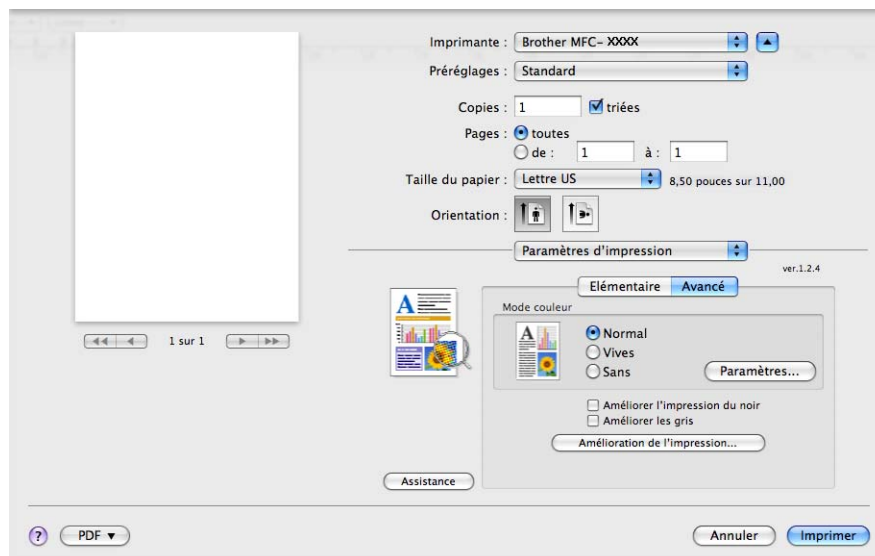 Imprimante : Brother MFC- XXXX
Préréglages : Standard
Copies : 1 triées
Pages : toutes
de : 1 à : 1
Taille du papier : Lettre US 8,50 pouces sur 11,00
Orientation :
Paramètres d'impression
ver.1.2.4
Elémentaire Avancé
Mode couleur
Normal
Vives
Sans
Paramètres...
Améliorer l'impression du noir
Améliorer les gris
Amélioration de l'impression...
1 sur 1
Assistance
? PDF ▼ Annuler Imprimer